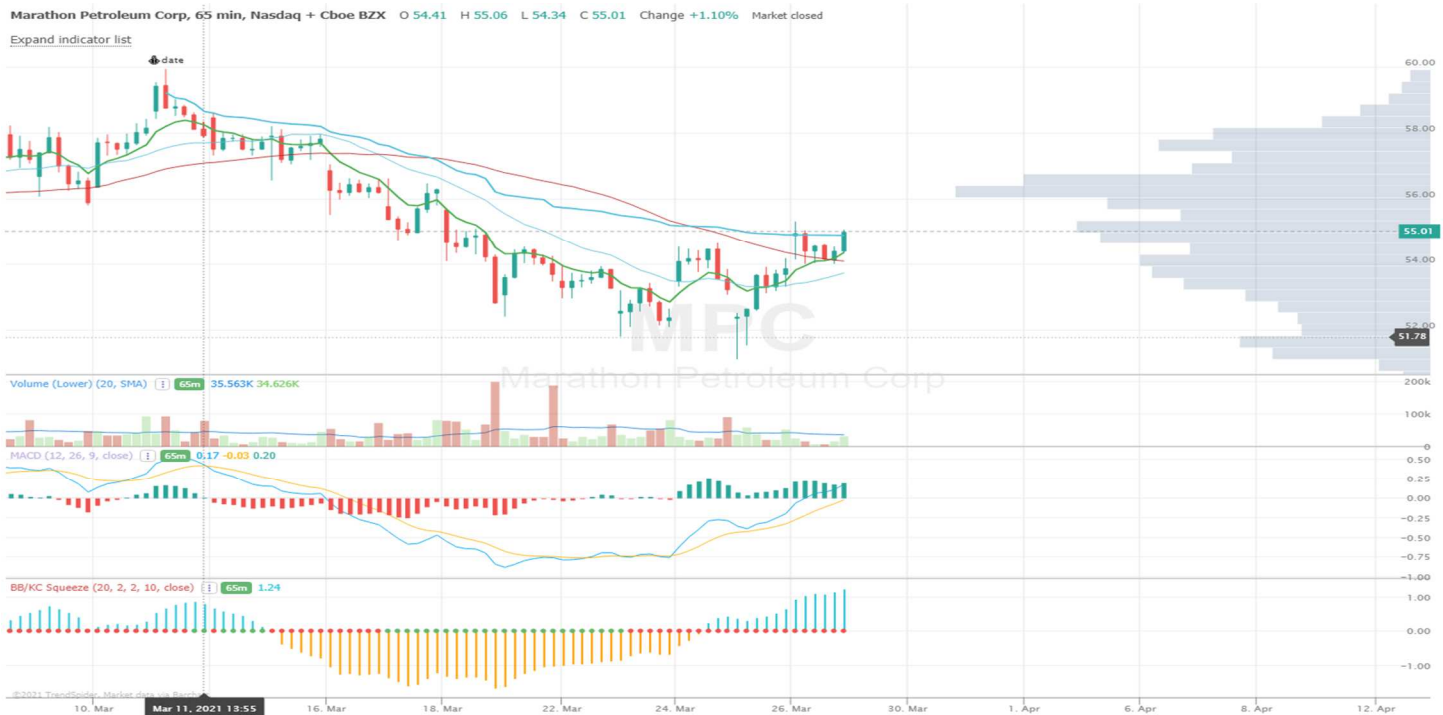 Marathon Petroleum Corp, 65 min, Nasdaq + Cboe BZX O 54.41 H 55.06 L 54.34 C 55.01 Change +1.10% Market closed
Expand indicator list
date
60.00
58.00
56.00
55.01
54.00
52.00
51.78
MPC
Marathon Petroleum Corp
Volume (Lower) (20, SMA) 65m 35.563K 34.626K
200k
100k
0
MACD (12, 26, 9, close) 65m 0.17 -0.03 0.20
0.50
0.00
-0.25
-0.50
-0.75
-1.00
BB/KC Squeeze (20, 2, 2, 10, close) 65m 1.24
1.00
0.00
-1.00
©2021 TrendSpider, Market data via
10. Mar Mar 11, 2021 13:55 16. Mar 18. Mar 22. Mar 24. Mar 26. Mar 30. Mar 1. Apr 6. Apr 8. Apr 12. Apr